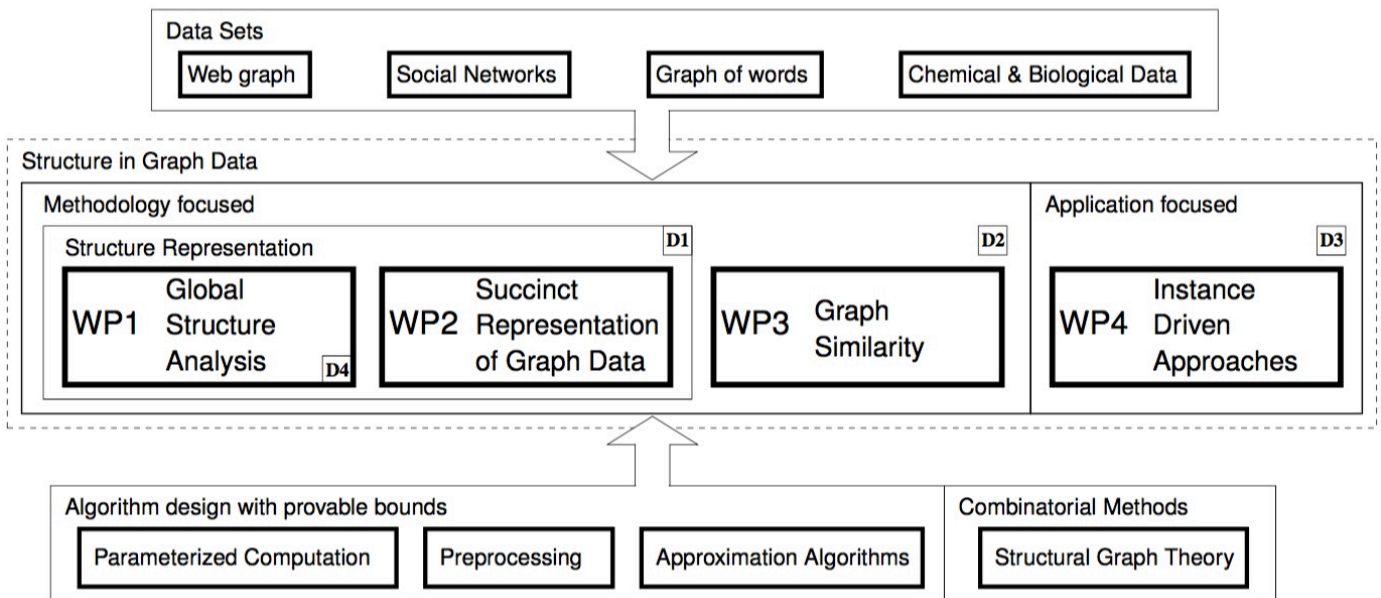 Data Sets
Web graph
Social Networks
Graph of words
Chemical & Biological Data
Structure in Graph Data
Methodology focused
Application focused
Structure Representation
D1
D2
D3
WP1
Global
Structure
Analysis
D4
WP2
Succinct
Representation
of Graph Data
WP3
Graph
Similarity
WP4
Instance
Driven
Approaches
Algorithm design with provable bounds
Combinatorial Methods
Parameterized Computation
Preprocessing
Approximation Algorithms
Structural Graph Theory